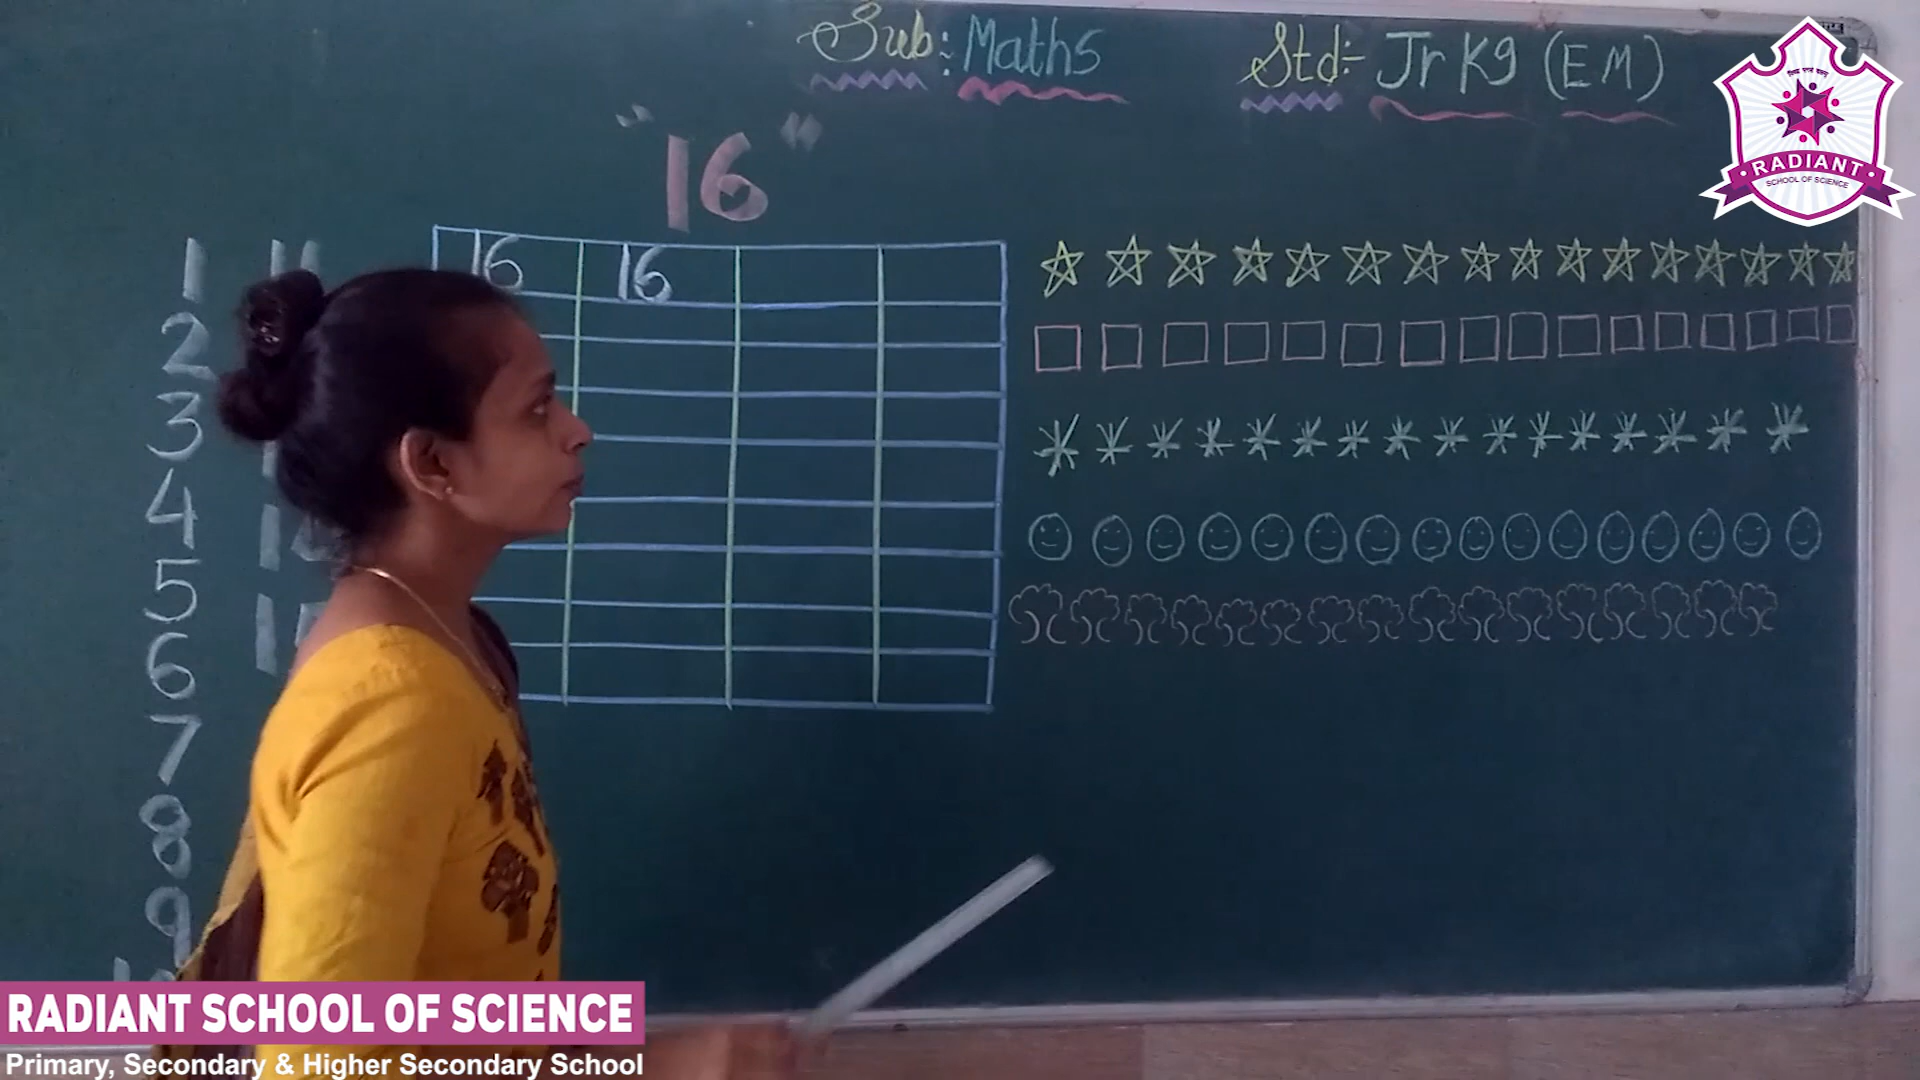 Sub:- Maths
Std:- Jr Kg (EM)
RADIANT
SCHOOL OF SCIENCE
"16"
16 16
1 11
2
3
4
5
6
7
8
9
RADIANT SCHOOL OF SCIENCE
Primary, Secondary & Higher Secondary School